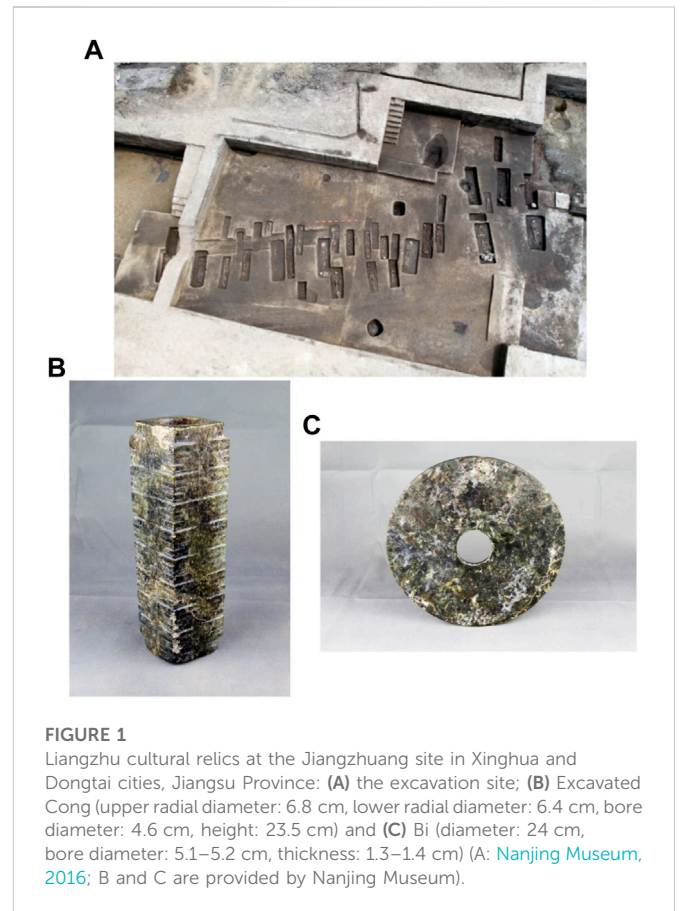 A
B
C
FIGURE 1
Liangzhu cultural relics at the Jiangzhuang site in Xinghua and
Dongtai cities, Jiangsu Province: (A) the excavation site; (B) Excavated
Cong (upper radial diameter: 6.8 cm, lower radial diameter: 6.4 cm, bore
diameter: 4.6 cm, height: 23.5 cm) and (C) Bi (diameter: 24 cm,
bore diameter: 5.1–5.2 cm, thickness: 1.3–1.4 cm) (A: Nanjing Museum,
2016; B and C are provided by Nanjing Museum).